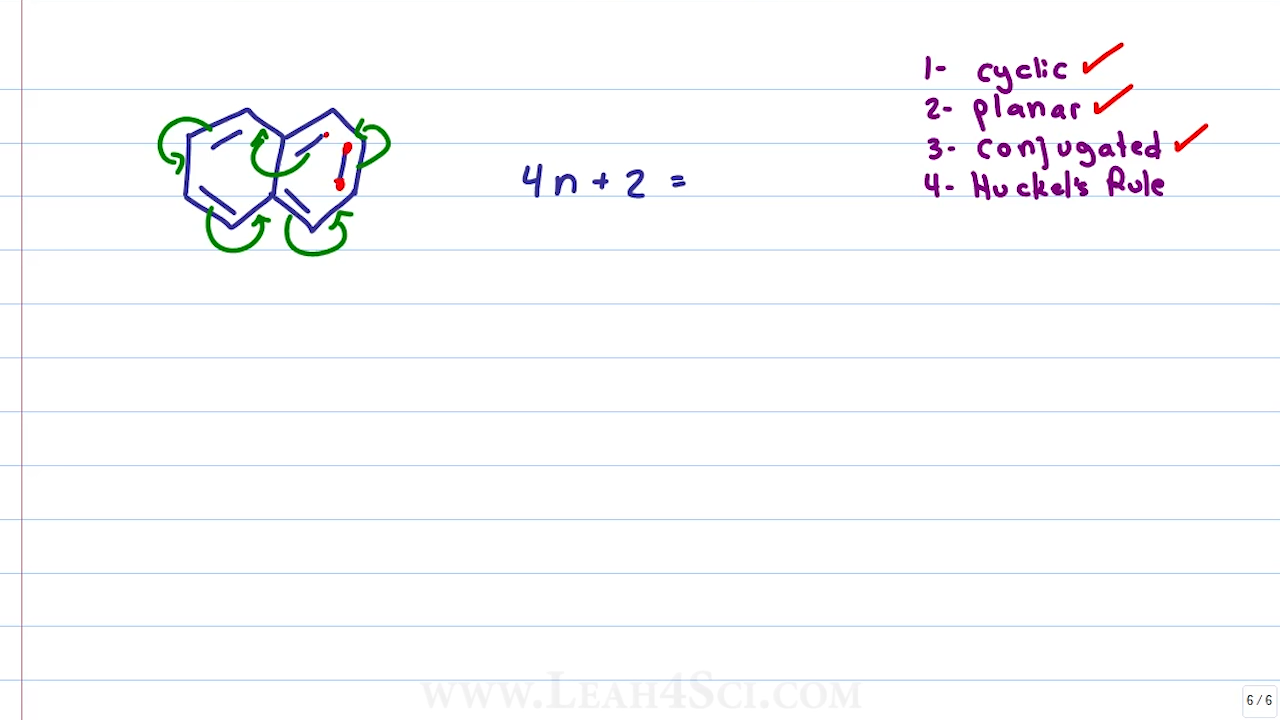 1- cyclic
2- planar
3- conjugated
4- Huckel's Rule
4n + 2 =
www.Leah4Sci.com
6 / 6